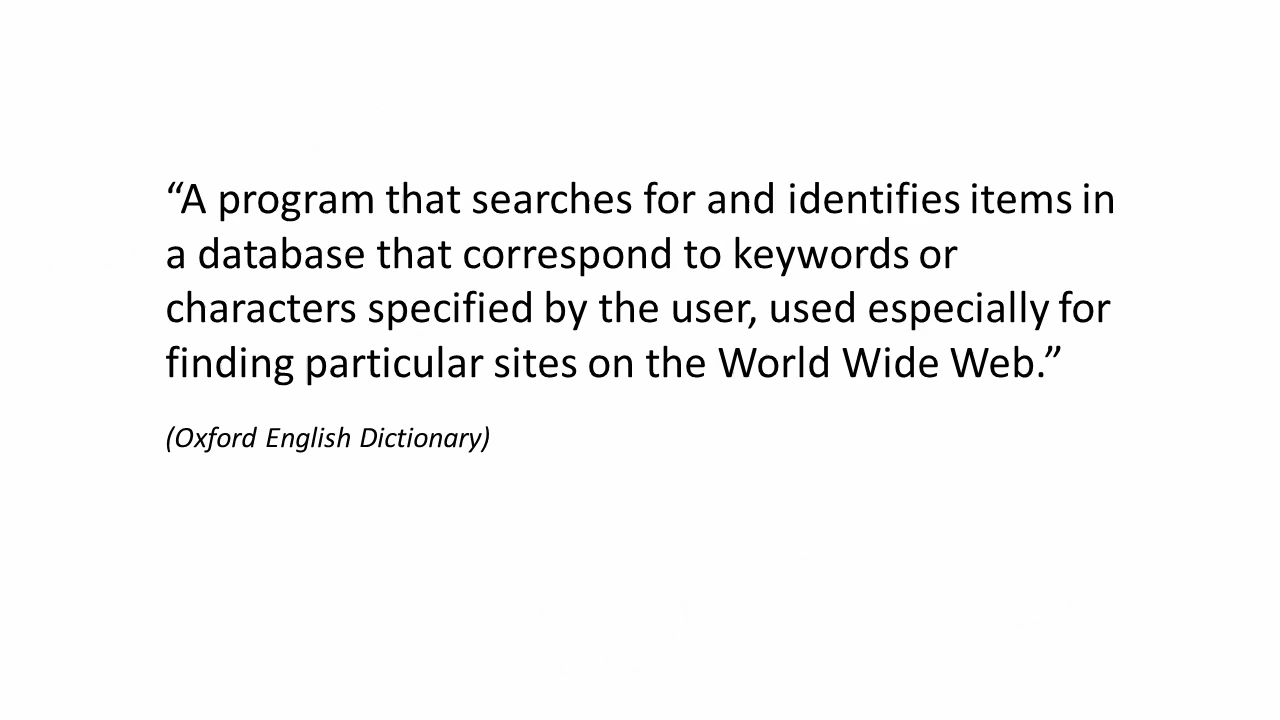 “A program that searches for and identifies items in
a database that correspond to keywords or
characters specified by the user, used especially for
finding particular sites on the World Wide Web.”
(Oxford English Dictionary)